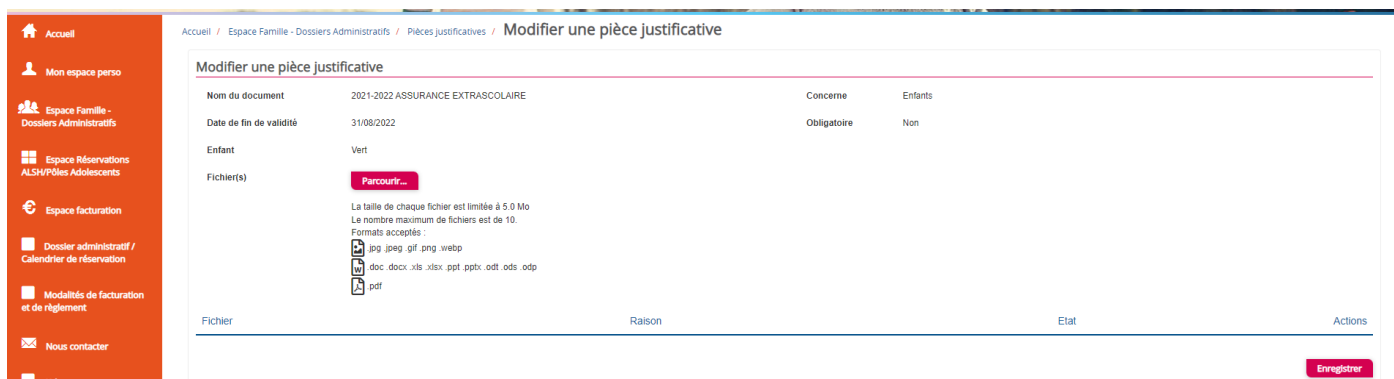 Accueil
Mon espace perso
Espace Famille -
Dossiers Administratifs
Espace Réservations
ALSH/Pôles Adolescents
Espace facturation
Dossier administratif /
Calendrier de réservation
Modalités de facturation
et de règlement
Nous contacter
Accueil / Espace Famille - Dossiers Administratifs / Pièces justificatives / Modifier une pièce justificative
Modifier une pièce justificative
Nom du document 2021-2022 ASSURANCE EXTRASCOLAIRE Concerne Enfants
Date de fin de validité 31/08/2022 Obligatoire Non
Enfant Vert
Fichier(s) Parcourir...
La taille de chaque fichier est limitée à 5.0 Mo
Le nombre maximum de fichiers est de 10.
Formats acceptés :
.jpg .jpeg .gif .png .webp
W .doc .docx .xls .xlsx .ppt .pptx .odt .ods .odp
.pdf
Fichier Raison Etat Actions
Enregistrer